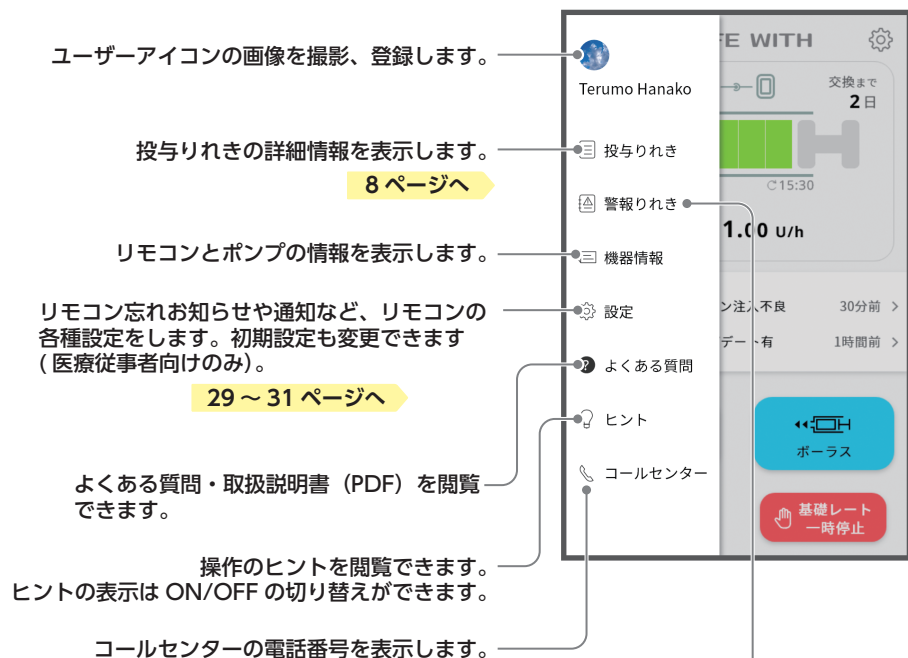 ユーザーアイコンの画像を撮影、登録します。
投与りれきの詳細情報を表示します。
8 ページへ
リモコンとポンプの情報を表示します。
リモコン忘れお知らせや通知など、リモコンの
各種設定をします。初期設定も変更できます
( 医療従事者向けのみ)。
29 ～ 31 ページへ
よくある質問・取扱説明書（PDF）を閲覧
できます。
操作のヒントを閲覧できます。
ヒントの表示は ON/OFF の切り替えができます。
コールセンターの電話番号を表示します。
Terumo Hanako
投与りれき
警報りれき
機器情報
設定
よくある質問
ヒント
コールセンター
FE WITH
交換まで
2日
15:30
1.00 U/h
ン注入不良 30分前
デート有 1時間前
ボーラス
基礎レート
一時停止